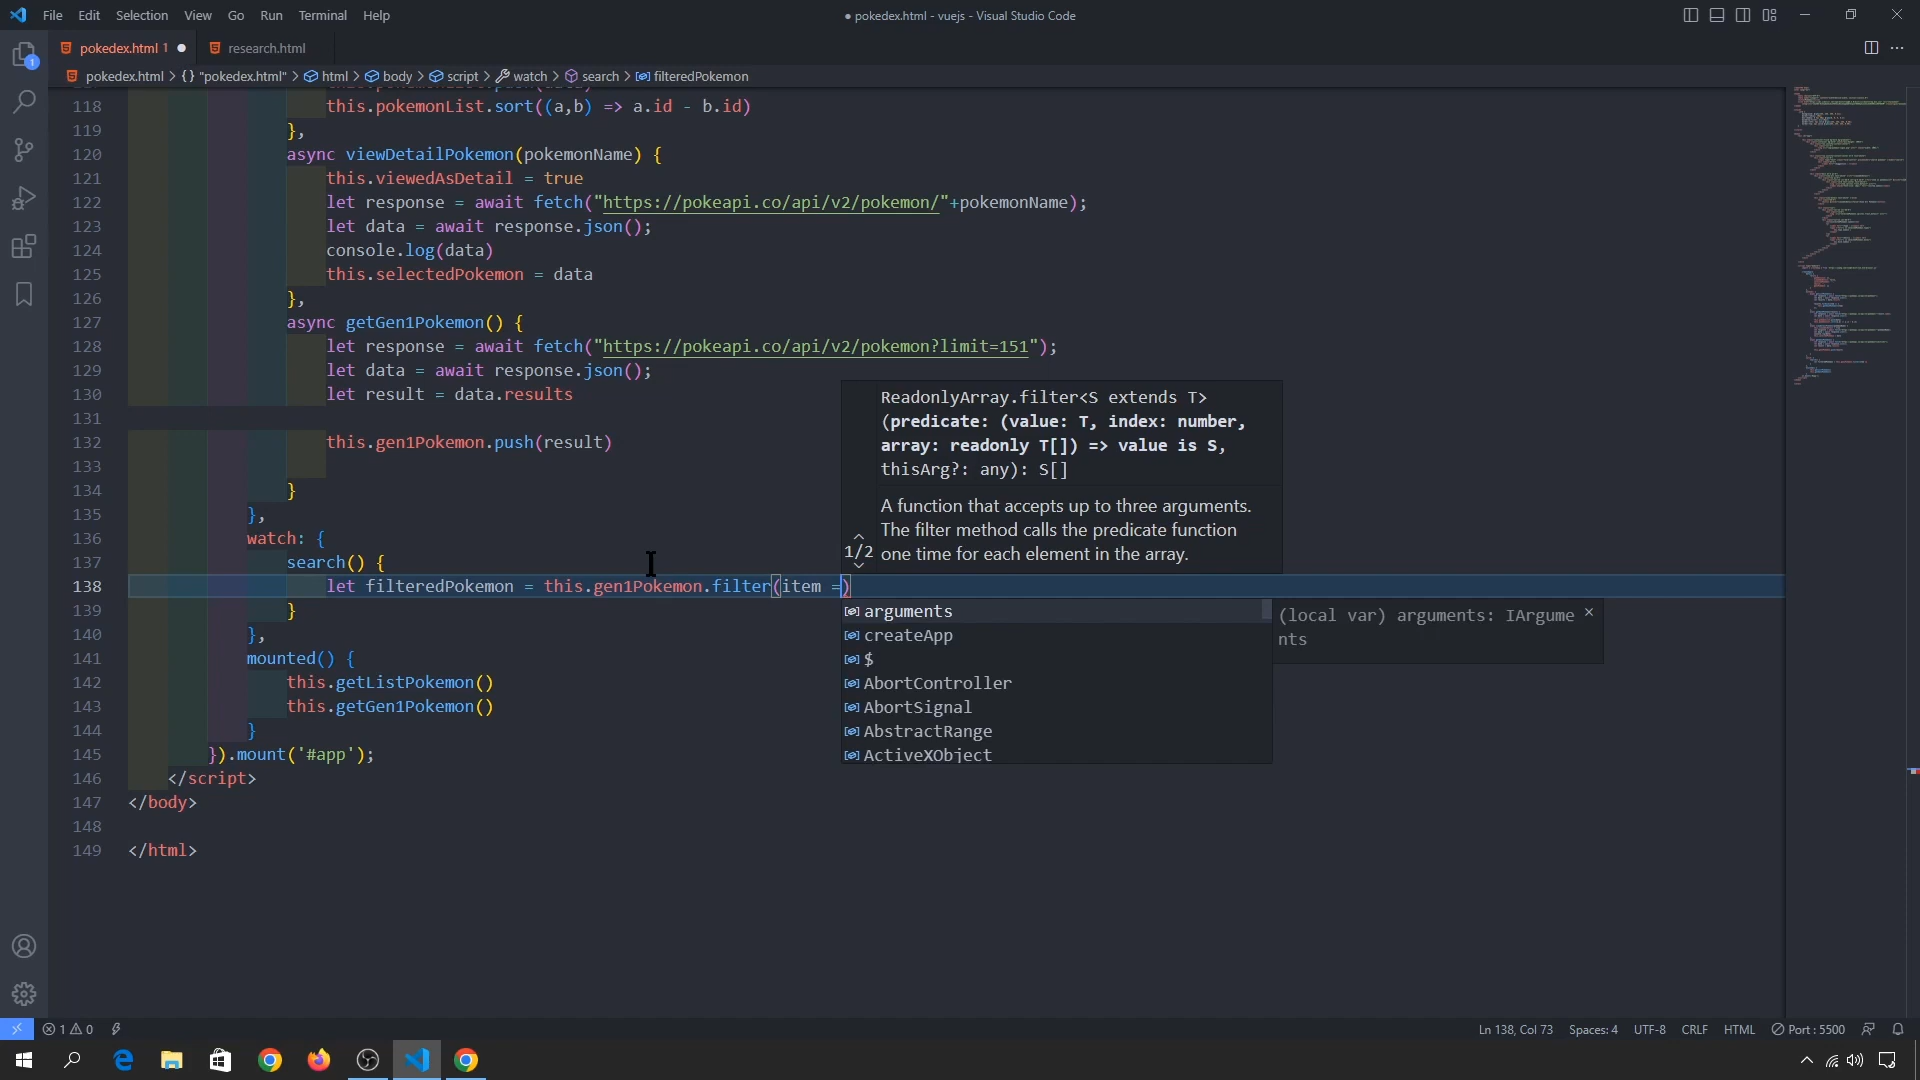 File Edit Selection View Go Run Terminal Help
● pokedex.html - vuejs - Visual Studio Code
pokedex.html 1 ●
research.html
pokedex.html > {} "pokedex.html" > html > body > script > watch > search > filteredPokemon
118 this.pokemonList.sort((a,b) => a.id - b.id)
119 },
120 async viewDetailPokemon(pokemonName) {
121 this.viewedAsDetail = true
122 let response = await fetch("https://pokeapi.co/api/v2/pokemon/"+pokemonName);
123 let data = await response.json();
124 console.log(data)
125 this.selectedPokemon = data
126 },
127 async getGen1Pokemon() {
128 let response = await fetch("https://pokeapi.co/api/v2/pokemon?limit=151");
129 let data = await response.json();
130 let result = data.results
131
132 this.gen1Pokemon.push(result)
133
134 }
135 },
136 watch: {
137 search() {
138 let filteredPokemon = this.gen1Pokemon.filter(item =)
139 }
140 },
141 mounted() {
142 this.getListPokemon()
143 this.getGen1Pokemon()
144 }
145 }).mount('#app');
146 </script>
147 </body>
148
149 </html>
ReadonlyArray.filter<S extends T>
(predicate: (value: T, index: number,
array: readonly T[]) => value is S,
thisArg?: any): S[]
A function that accepts up to three arguments.
The filter method calls the predicate function
1/2 one time for each element in the array.
arguments
createApp
$
AbortController
AbortSignal
AbstractRange
ActiveXObject
(local var) arguments: IArgume
nts
1 0
Ln 138, Col 73 Spaces: 4 UTF-8 CRLF HTML Port : 5500